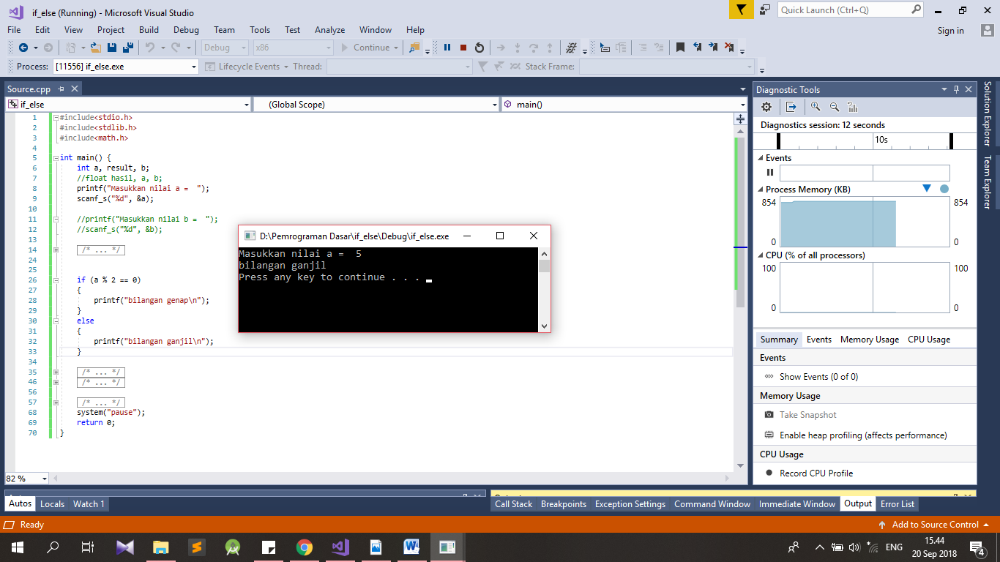 if_else (Running) - Microsoft Visual Studio
Quick Launch (Ctrl+Q)
File Edit View Project Build Debug Team Tools Test Analyze Window Help
Sign in
Debug x86 Continue
Process: [11556] if_else.exe Lifecycle Events Thread: Stack Frame:
Source.cpp
if_else (Global Scope) main()
1 #include<stdio.h>
2 #include<stdlib.h>
3 #include<math.h>
4
5 int main() {
6 int a, result, b;
7 //float hasil, a, b;
8 printf("Masukkan nilai a =  ");
9 scanf_s("%d", &a);
10
11 //printf("Masukkan nilai b =  ");
12 //scanf_s("%d", &b);
13
14 /* ... */
25
26 if (a % 2 == 0)
27 {
28 printf("bilangan genap\n");
29 }
30 else
31 {
32 printf("bilangan ganjil\n");
33 }
34
35 /* ... */
46 /* ... */
56
57 /* ... */
68 system("pause");
69 return 0;
70 }
82 %
D:\Pemrograman Dasar\if_else\Debug\if_else.exe
Masukkan nilai a =  5
bilangan ganjil
Press any key to continue . . .
Diagnostic Tools
Diagnostics session: 12 seconds
10s
Events
Process Memory (KB)
854 854
0 0
CPU (% of all processors)
100 100
0 0
Summary Events Memory Usage CPU Usage
Events
Show Events (0 of 0)
Memory Usage
Take Snapshot
Enable heap profiling (affects performance)
CPU Usage
Record CPU Profile
Solution Explorer
Team Explorer
Autos Locals Watch 1
Call Stack Breakpoints Exception Settings Command Window Immediate Window Output Error List
Ready
Add to Source Control
ENG
15.44
20 Sep 2018
4